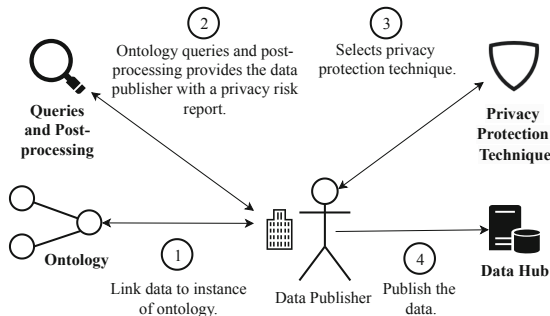 2
Ontology queries and post-
processing provides the data
publisher with a privacy risk
report.
3
Selects privacy
protection technique.
Queries
and Post-
processing
Privacy
Protection
Technique
Ontology
1
Link data to instance
of ontology.
Data Publisher
4
Publish the
data.
Data Hub